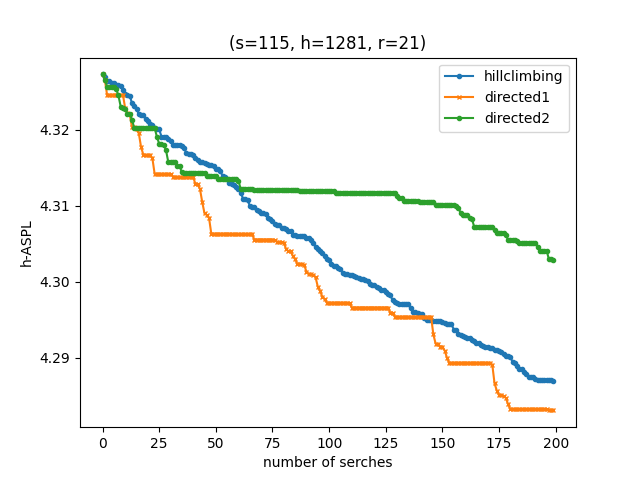 (s=115, h=1281, r=21)
hillclimbing
directed1
directed2
4.32
4.31
4.30
4.29
h-ASPL
0 25 50 75 100 125 150 175 200
number of serches